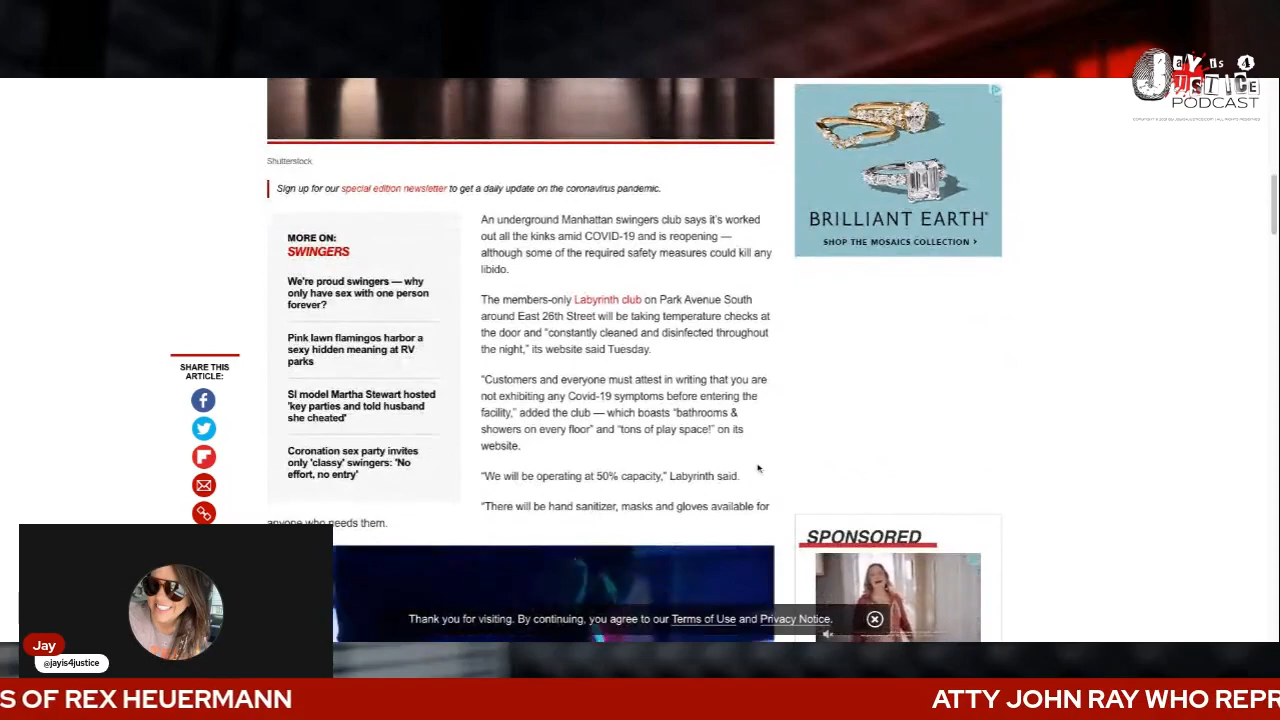 Jay is 4
JUSTICE
PODCAST
Shutterstock
Sign up for our special edition newsletter to get a daily update on the coronavirus pandemic.
MORE ON:
SWINGERS
We're proud swingers — why
only have sex with one person
forever?
Pink lawn flamingos harbor a
sexy hidden meaning at RV
parks
SI model Martha Stewart hosted
'key parties and told husband
she cheated'
Coronation sex party invites
only 'classy' swingers: 'No
effort, no entry'
An underground Manhattan swingers club says it's worked
out all the kinks amid COVID-19 and is reopening —
although some of the required safety measures could kill any
libido.
The members-only Labyrinth club on Park Avenue South
around East 26th Street will be taking temperature checks at
the door and "constantly cleaned and disinfected throughout
the night," its website said Tuesday.
"Customers and everyone must attest in writing that you are
not exhibiting any Covid-19 symptoms before entering the
facility," added the club — which boasts "bathrooms &
showers on every floor" and "tons of play space!" on its
website.
"We will be operating at 50% capacity," Labyrinth said.
"There will be hand sanitizer, masks and gloves available for
anyone who needs them.
BRILLIANT EARTH
SHOP THE MOSAICS COLLECTION >
SHARE THIS
ARTICLE:
SPONSORED
Thank you for visiting. By continuing, you agree to our Terms of Use and Privacy Notice.
Jay
@jayis4justice
S OF REX HEUERMANN
ATTY JOHN RAY WHO REPR